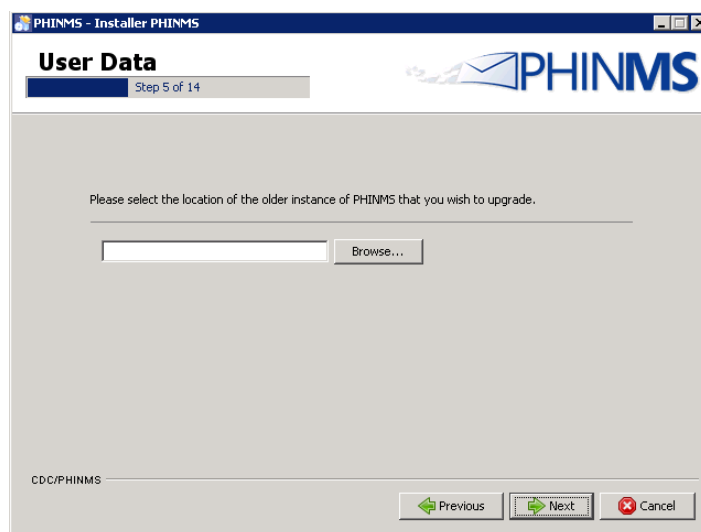 PHINMS - Installer PHINMS
User Data
Step 5 of 14
PHINMS
Please select the location of the older instance of PHINMS that you wish to upgrade.
Browse...
CDC/PHINMS
Previous
Next
Cancel